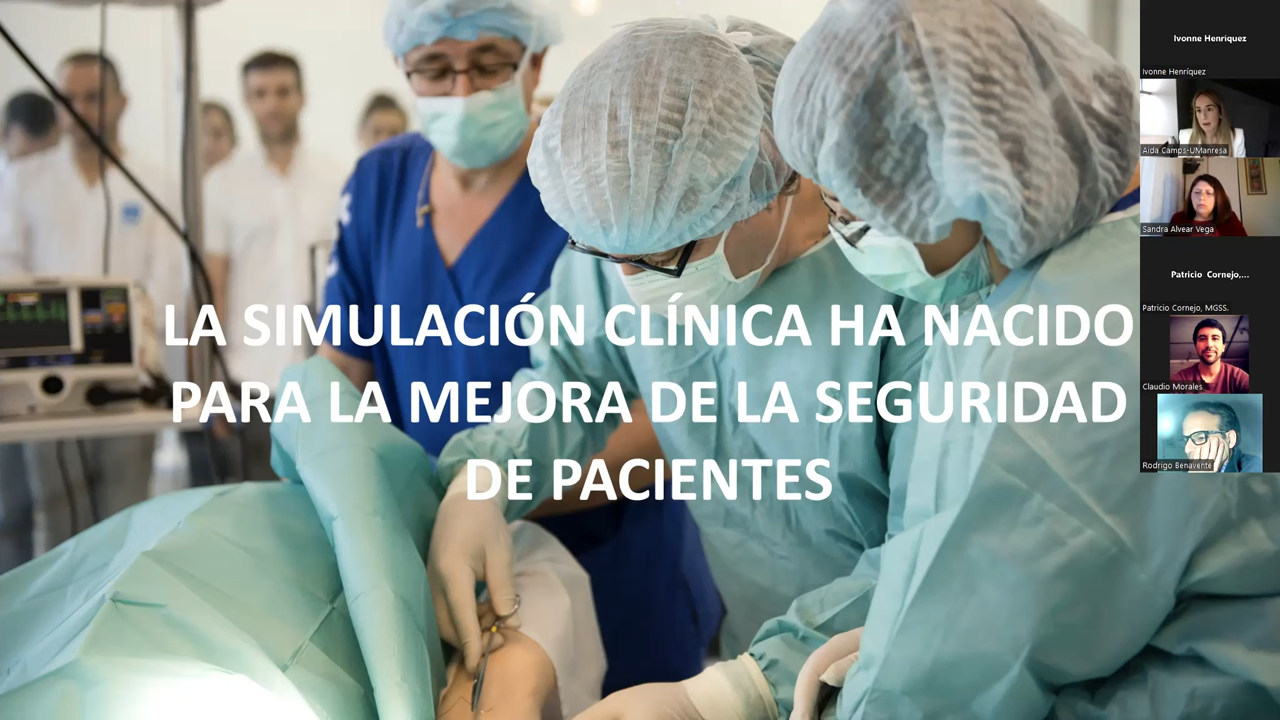 LA SIMULACIÓN CLÍNICA HA NACIDO
PARA LA MEJORA DE LA SEGURIDAD
DE PACIENTES
Ivonne Henriquez
Ivonne Henríquez
Aida Camps-UManresa
Sandra Alvear Vega
Patricio Cornejo,...
Patricio Cornejo, MGSS.
Claudio Morales
Rodrigo Benavente